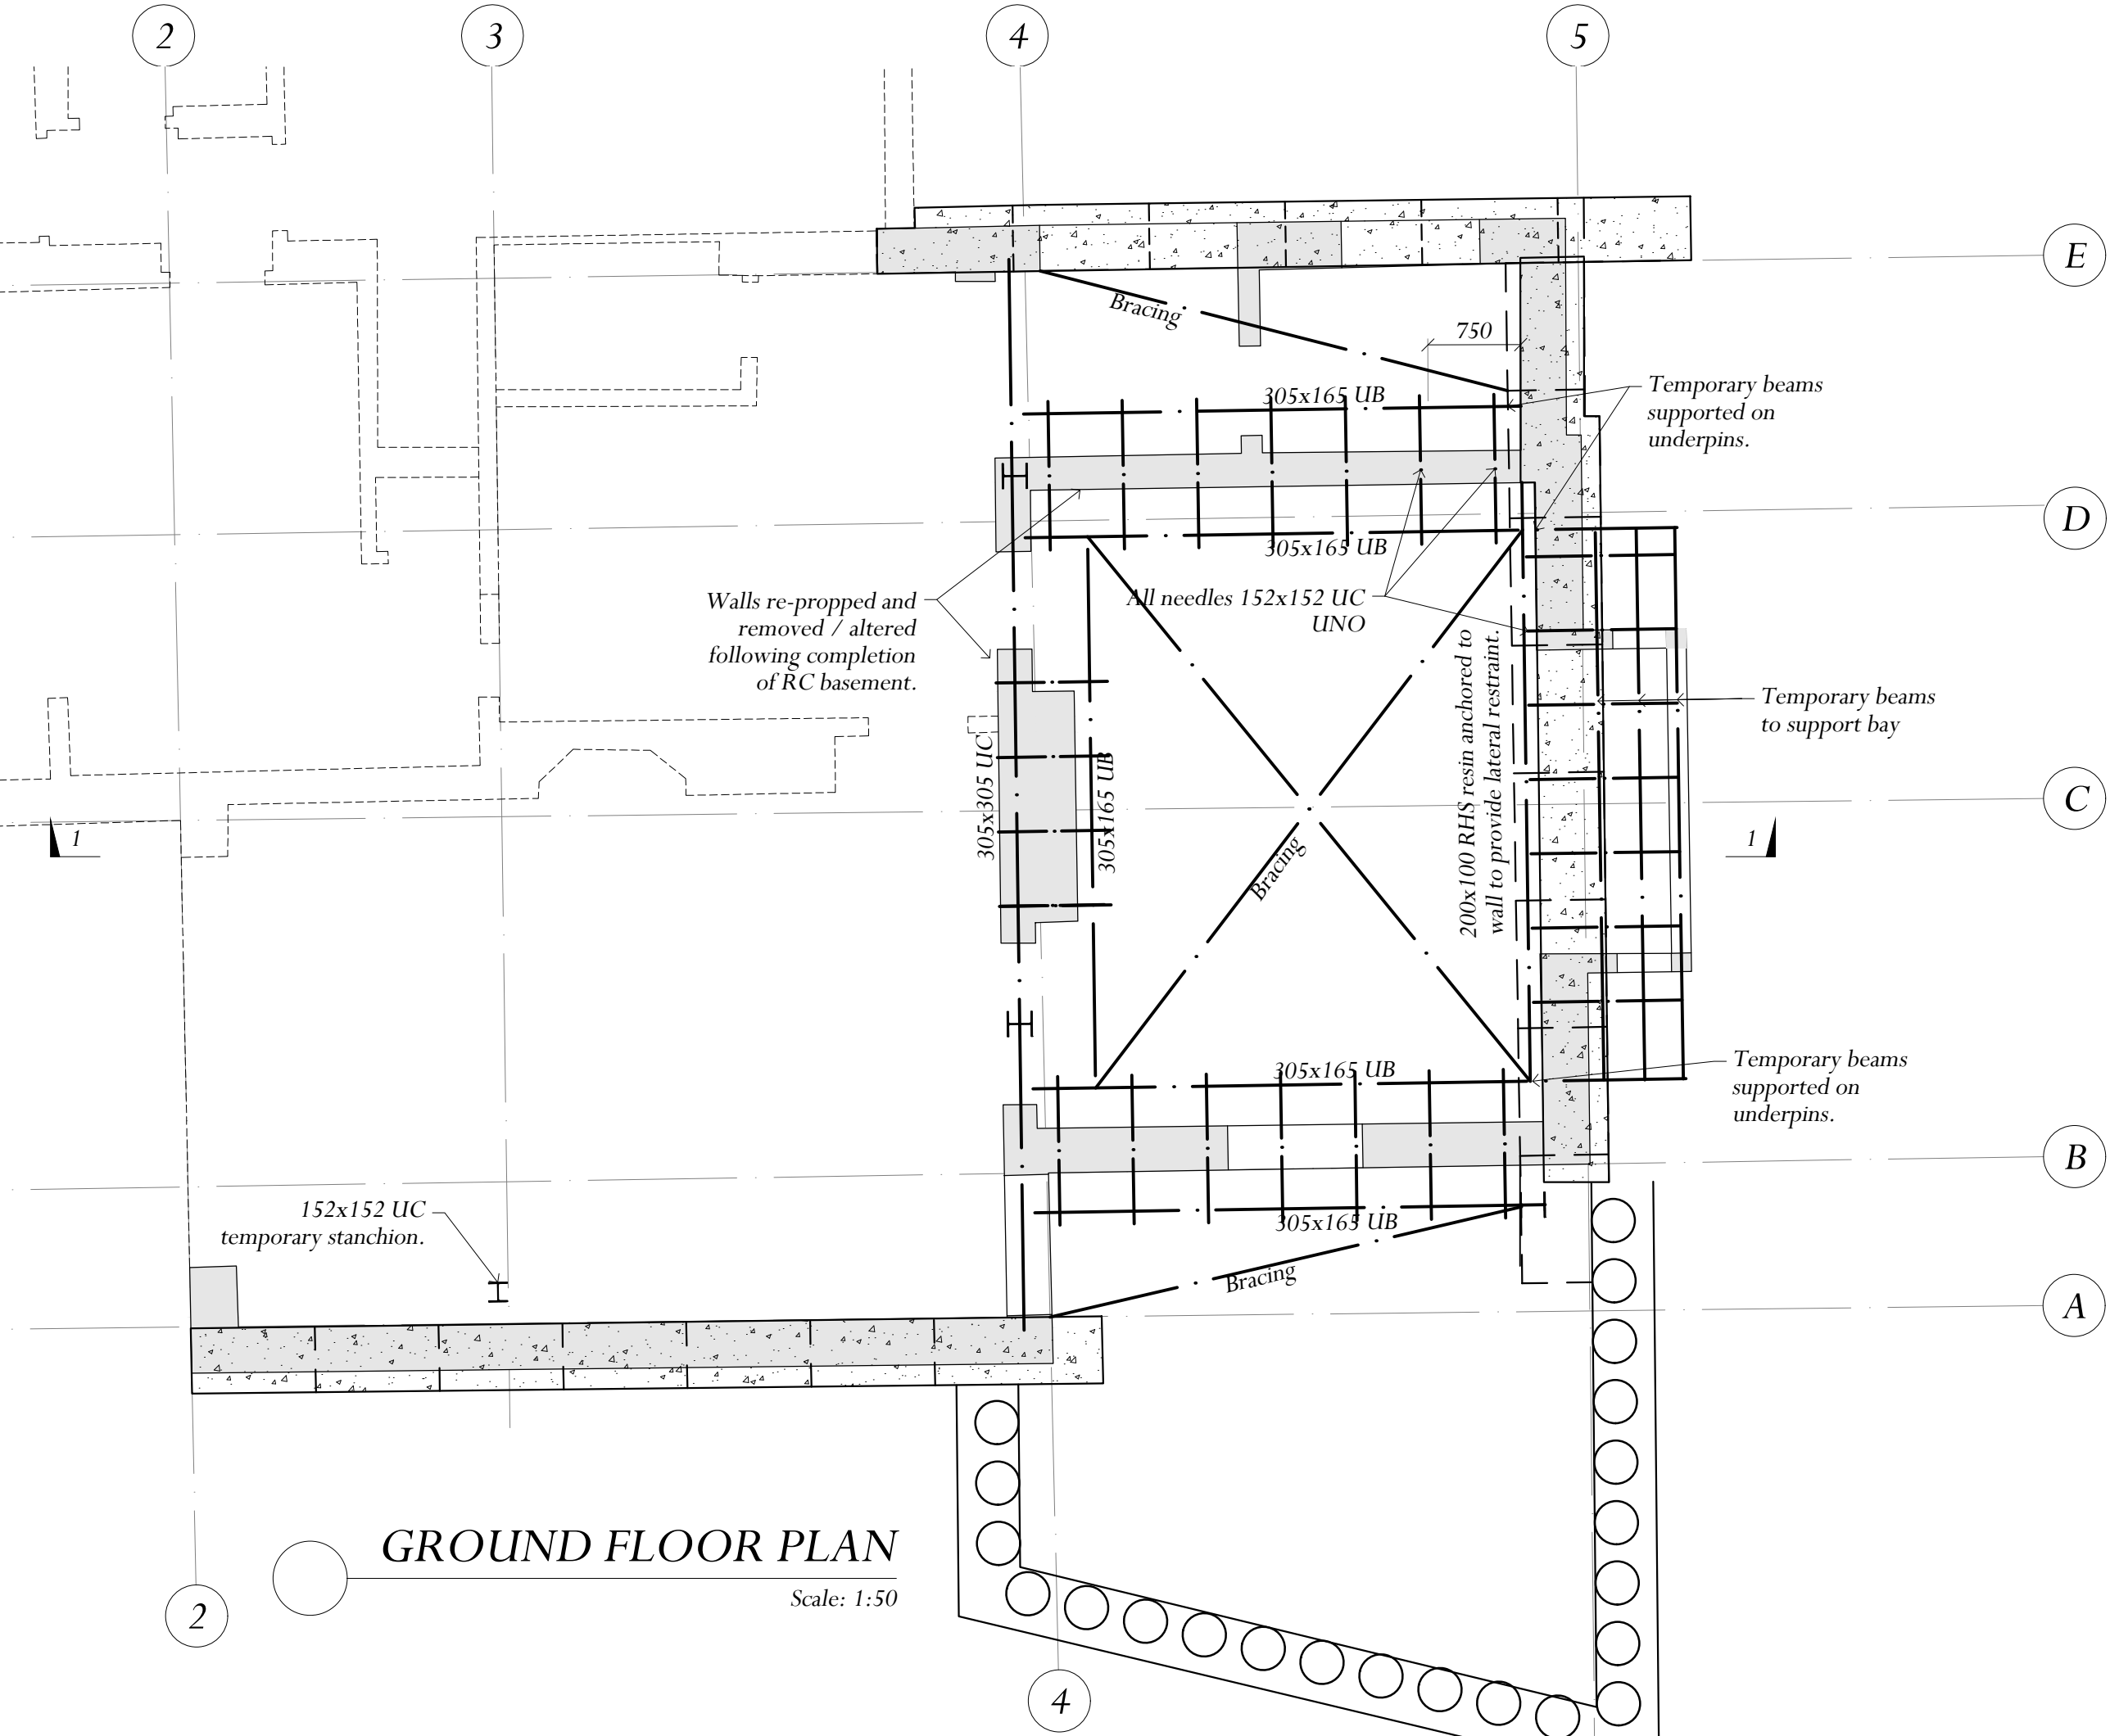 2
3
4
5
E
Bracing
750
305x165 UB
Temporary beams
supported on
underpins.
D
305x165 UB
All needles 152x152 UC
UNO
Walls re-propped and
removed / altered
following completion
of RC basement.
200x100 RHS resin anchored to
wall to provide lateral restraint.
Temporary beams
to support bay
305x305 UC
305x165 UB
C
1
1
Bracing
305x165 UB
Temporary beams
supported on
underpins.
B
152x152 UC
temporary stanchion.
305x165 UB
Bracing
A
GROUND FLOOR PLAN
Scale: 1:50
2
4